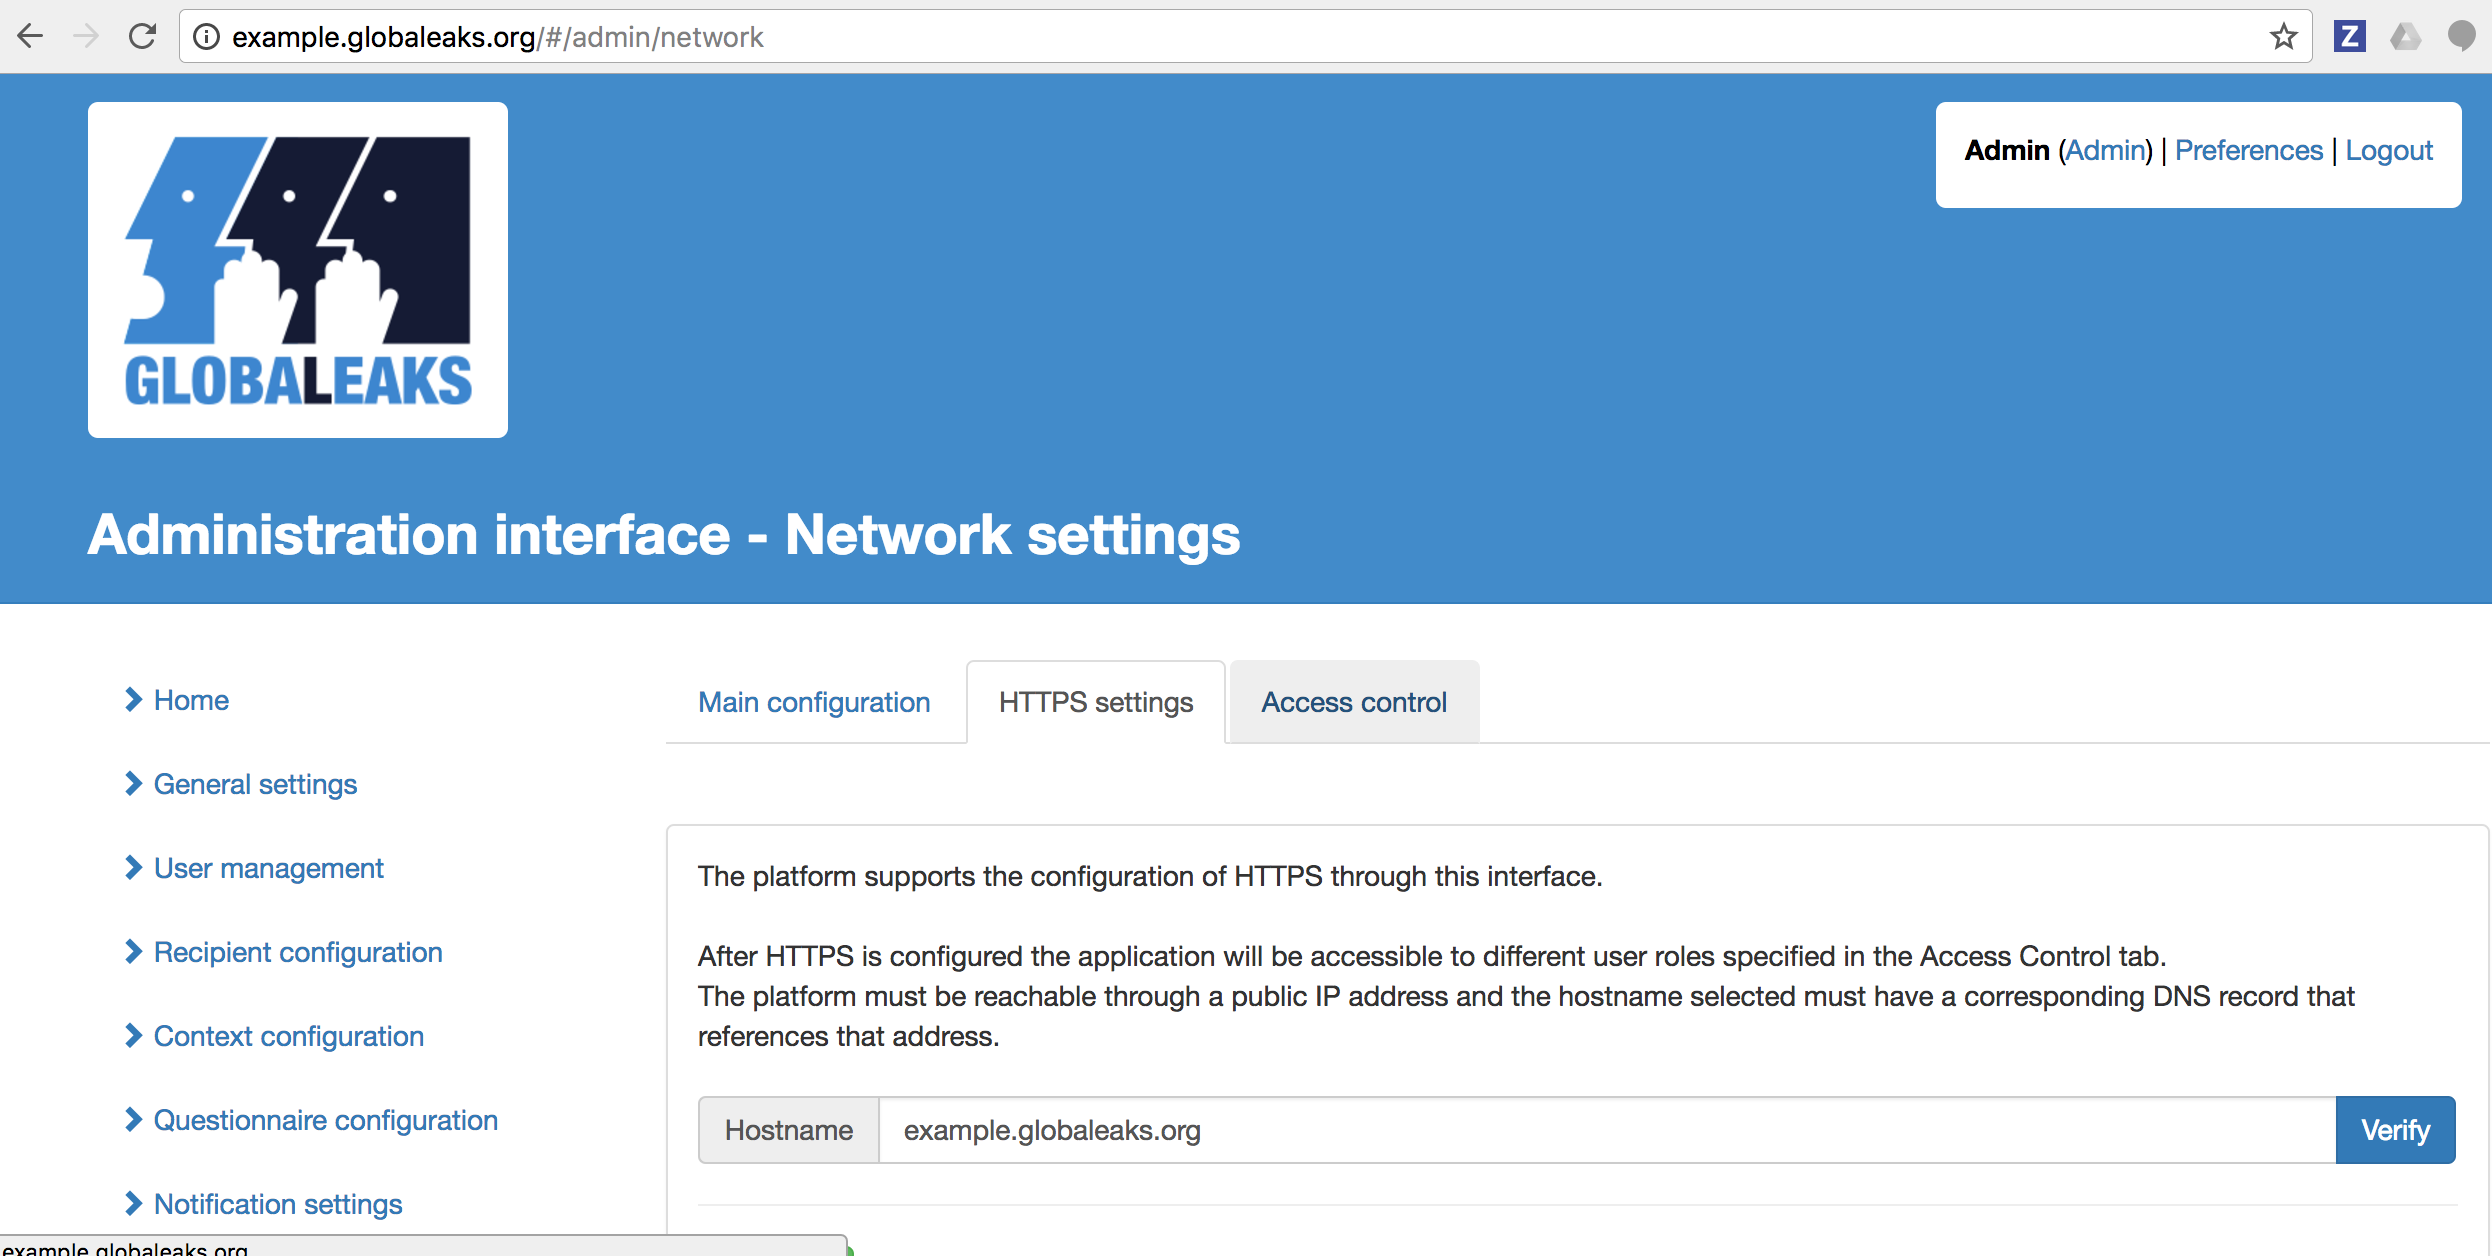 example.globaleaks.org/#/admin/network
Z
GLOBALEAKS
Admin (Admin) | Preferences | Logout
Administration interface - Network settings
Home
General settings
User management
Recipient configuration
Context configuration
Questionnaire configuration
Notification settings
Main configuration
HTTPS settings
Access control
The platform supports the configuration of HTTPS through this interface.
After HTTPS is configured the application will be accessible to different user roles specified in the Access Control tab.
The platform must be reachable through a public IP address and the hostname selected must have a corresponding DNS record that
references that address.
Hostname
example.globaleaks.org
Verify
example.globaleaks.org